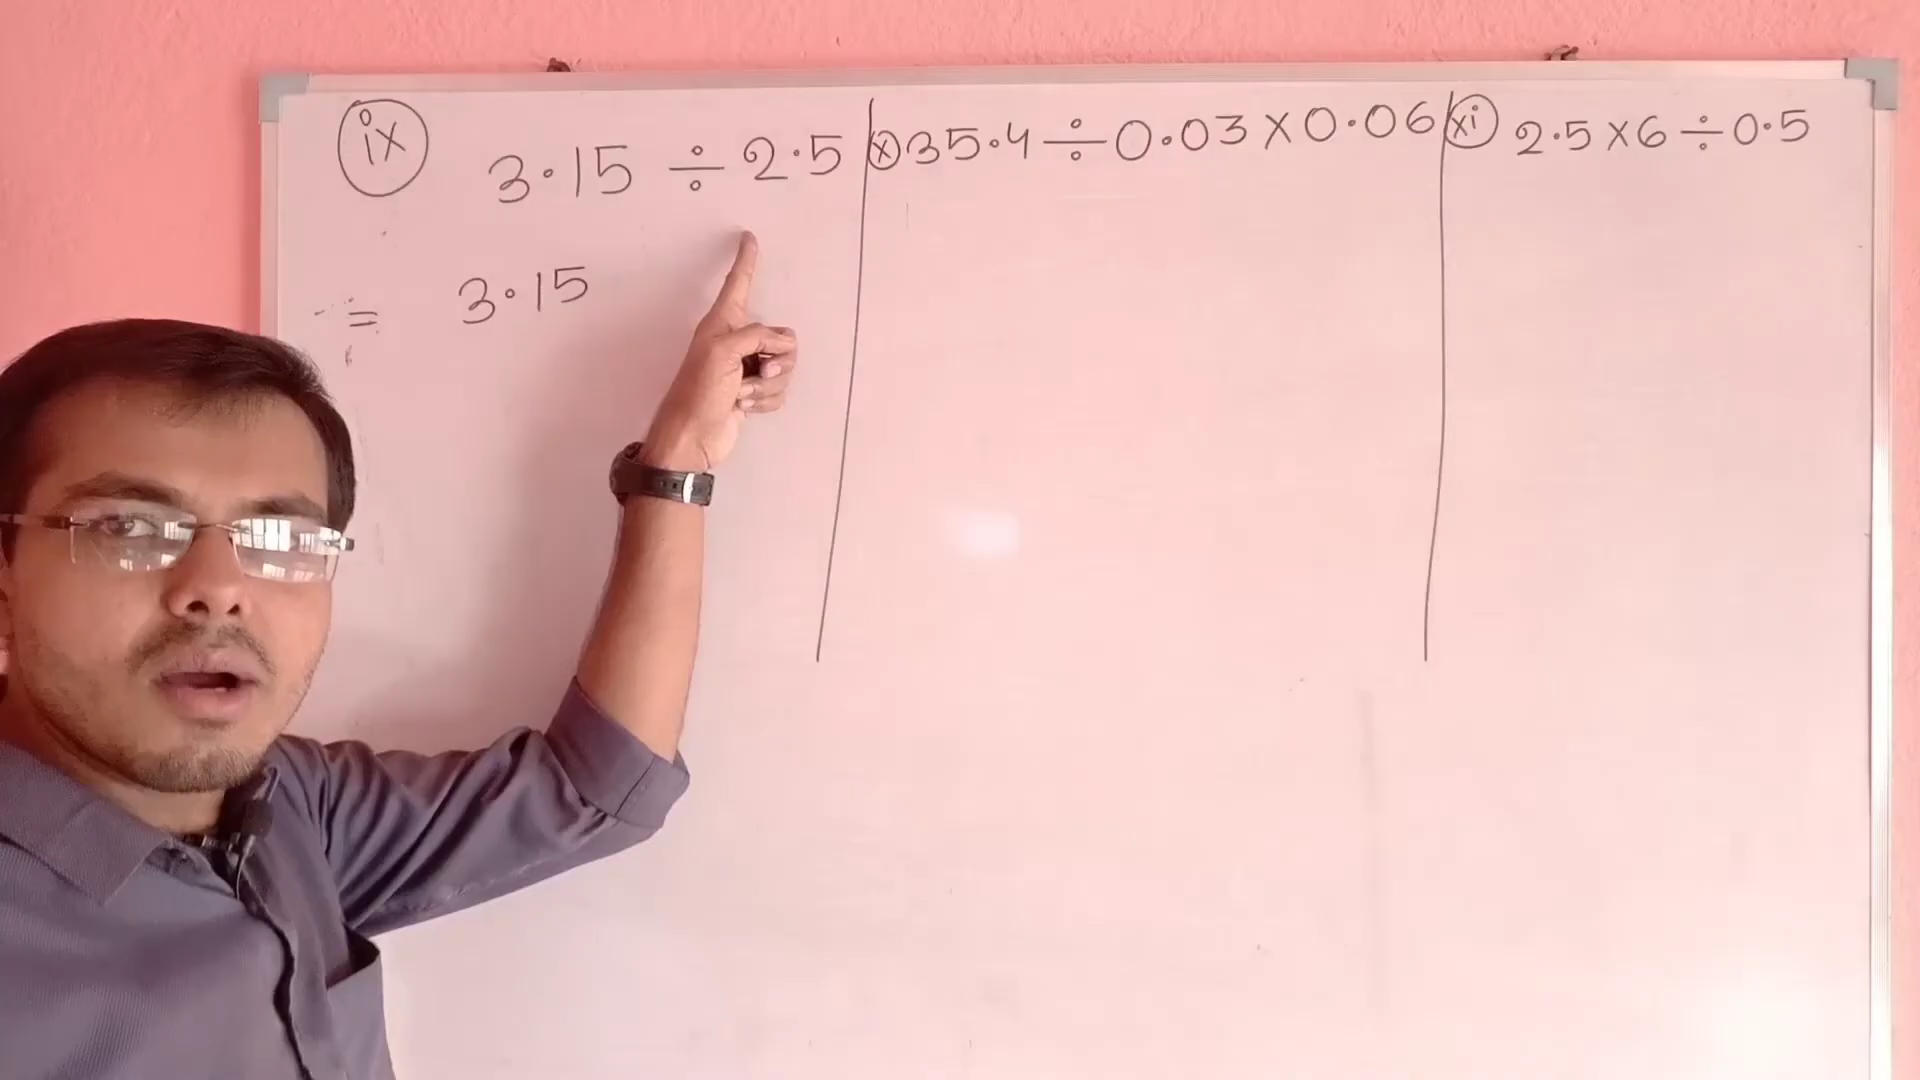 ix 3.15 ÷ 2.5
= 3.15
x 35.4 ÷ 0.03 × 0.06
xi 2.5 × 6 ÷ 0.5